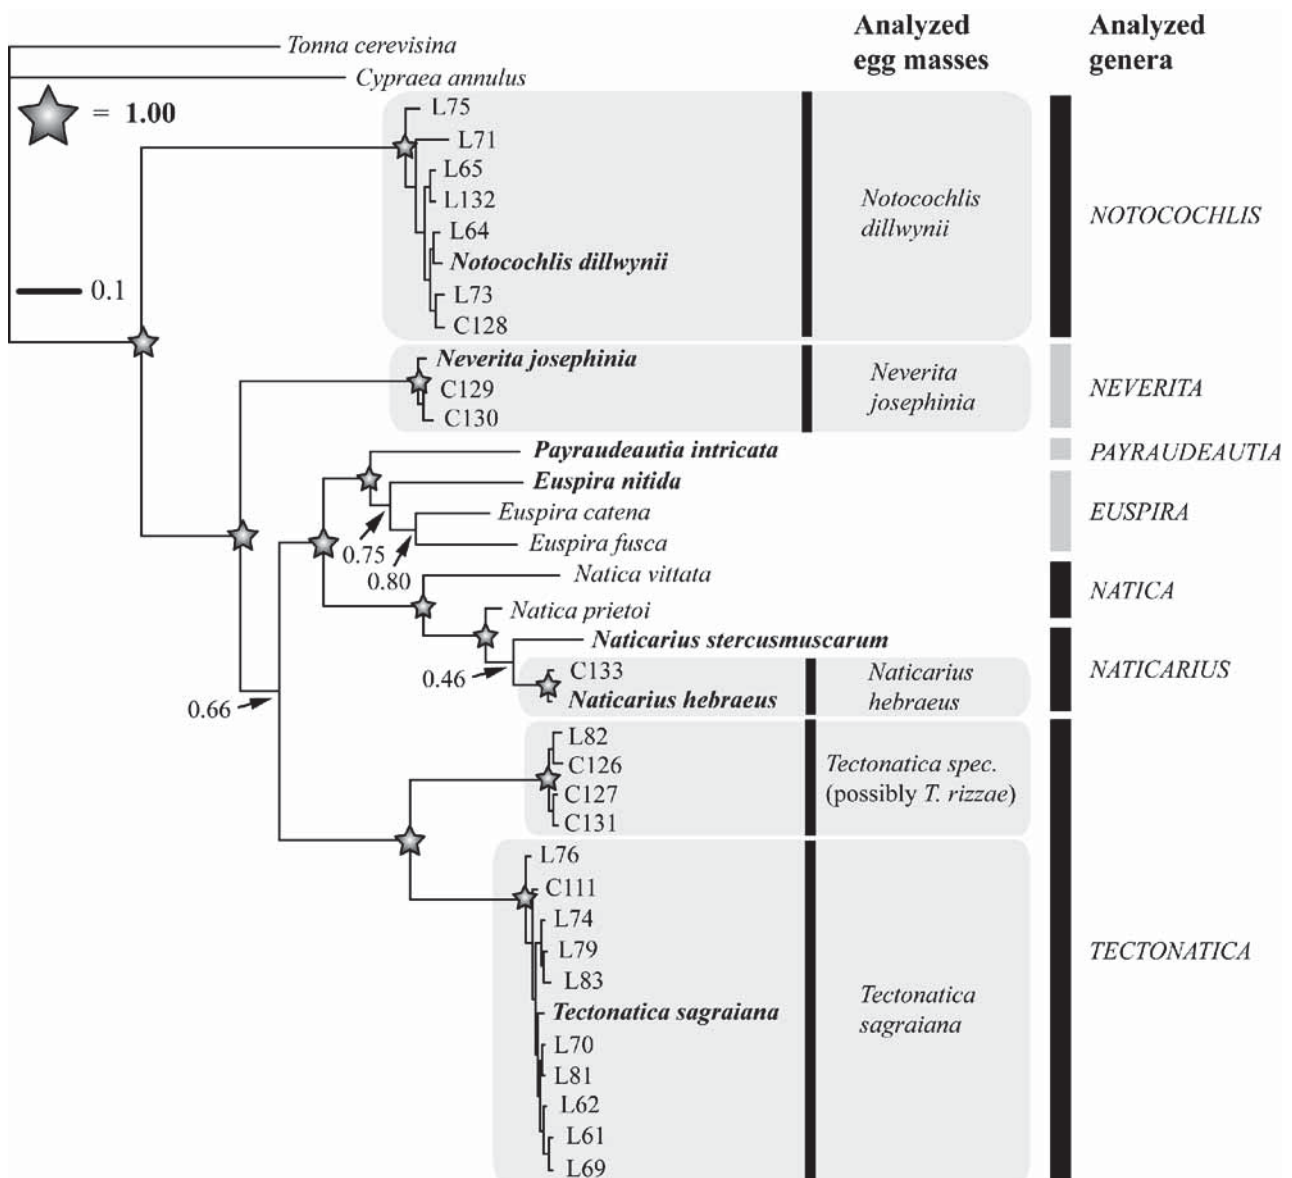 Analyzed
egg masses
Analyzed
genera
Tonna cerevisina
Cypraea annulus
= 1.00
L75
L71
L65
L132
L64
Notocochlis dillwynii
L73
C128
Notocochlis
dillwynii
NOTOCOCHLIS
0.1
Neverita josephinia
C129
C130
Neverita
josephinia
NEVERITA
Payraudeautia intricata
PAYRAUDEAUTIA
Euspira nitida
Euspira catena
Euspira fusca
EUSPIRA
0.75
0.80
Natica vittata
NATICA
Natica prietoi
Naticarius stercusmuscarum
0.46
C133
Naticarius hebraeus
Naticarius
hebraeus
NATICARIUS
0.66
L82
C126
C127
C131
Tectonatica spec.
(possibly T. rizzae)
L76
C111
L74
L79
L83
Tectonatica sagraiana
L70
L81
L62
L61
L69
Tectonatica
sagraiana
TECTONATICA